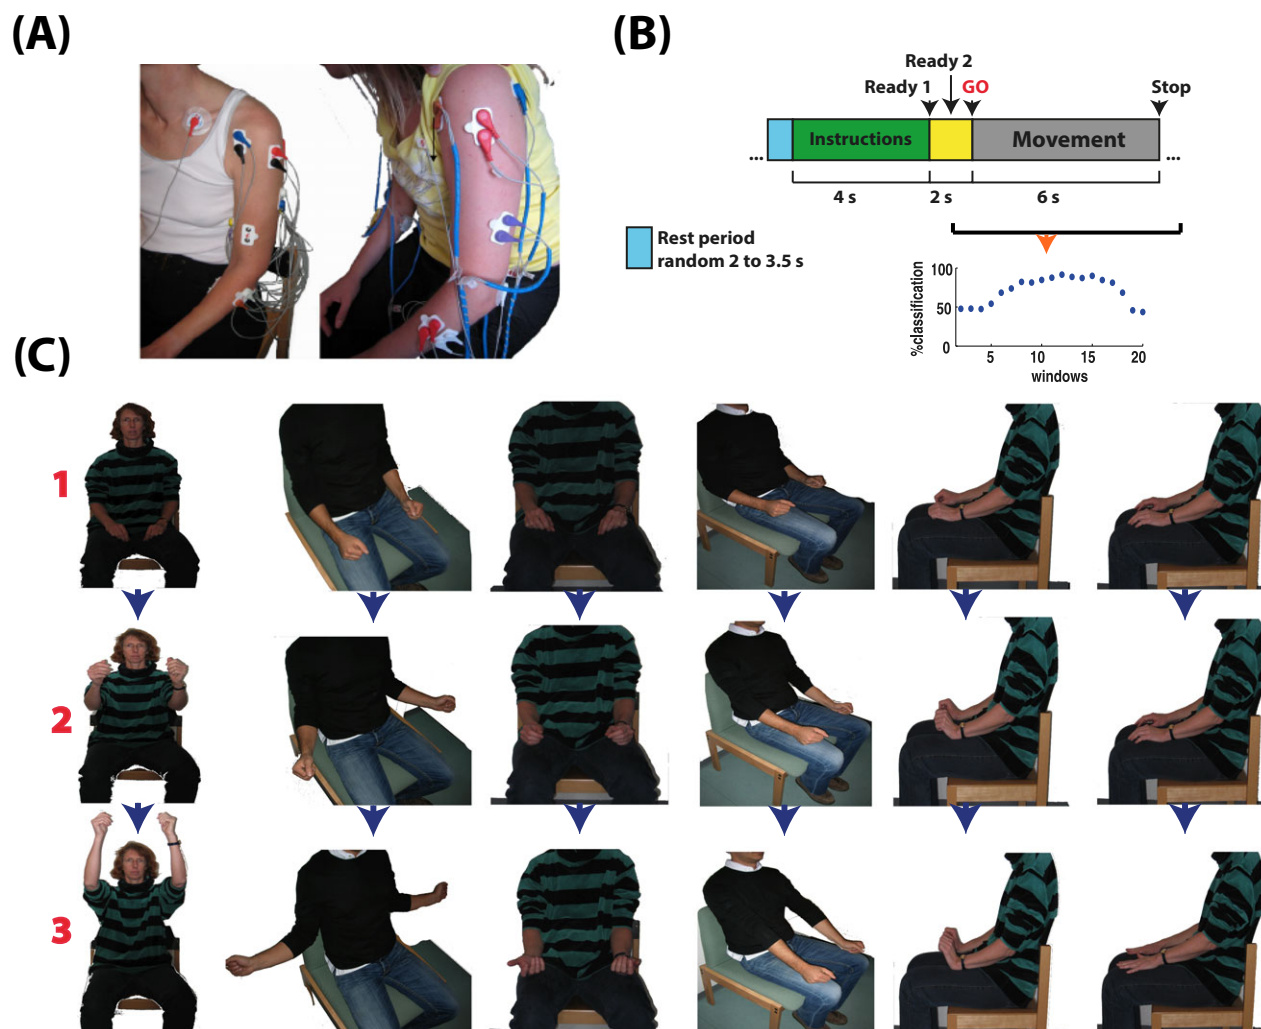 (A)
(B)
Ready 2
Ready 1 GO
Stop
Instructions
Movement
... ...
4 s 2 s 6 s
Rest period
random 2 to 3.5 s
%classification
100
50
0
5 10 15 20
windows
(C)
1
2
3